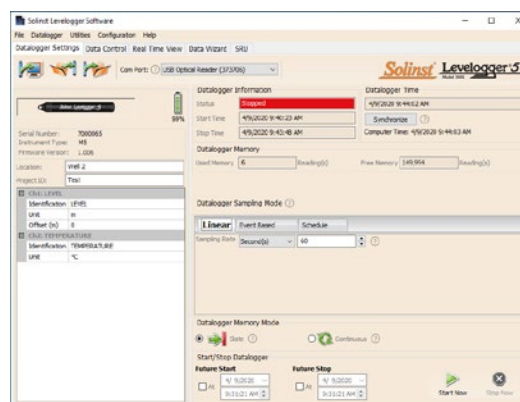 Solinst Levelogger Software
File Datalogger Utilities Configuration Help
Datalogger Settings Data Control Real Time View Data Wizard SRU
Com Port: USB Optical Reader (373706)
Solinst Levelogger 5
99%
Serial Number: 7000065
Instrument Type: M5
Firmware Version: 1.006
Location: Well 2
Project ID: Test
Ch1: LEVEL
Identification LEVEL
Unit m
Offset (m) 0
Ch2: TEMPERATURE
Identification TEMPERATURE
Unit °C
Datalogger Information
Status Stopped
Start Time 4/9/2020 9:40:23 AM
Stop Time 4/9/2020 9:43:48 AM
Datalogger Time
4/9/2020 9:44:02 AM
Synchronize
Computer Time: 4/9/2020 9:44:03 AM
Datalogger Memory
Used Memory 6 Reading(s) Free Memory 149,994 Reading(s)
Datalogger Sampling Mode
Linear Event Based Schedule
Sampling Rate Second(s) 60
Datalogger Memory Mode
Slate Continuous
Start/Stop Datalogger
Future Start Future Stop
At 4/ 9/2020 At 4/ 9/2020
9:31:21 AM 9:31:21 AM
Start Now Stop Now